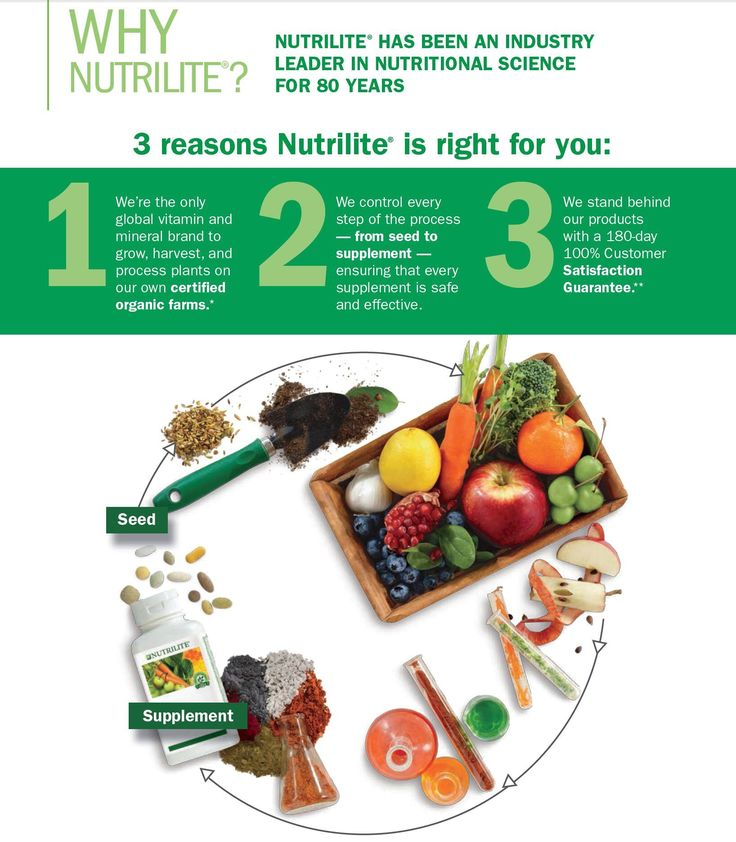 WHY
NUTRILITE®?
NUTRILITE® HAS BEEN AN INDUSTRY
LEADER IN NUTRITIONAL SCIENCE
FOR 80 YEARS
3 reasons Nutrilite® is right for you:
1
We're the only
global vitamin and
mineral brand to
grow, harvest, and
process plants on
our own certified
organic farms.*
2
We control every
step of the process
— from seed to
supplement —
ensuring that every
supplement is safe
and effective.
3
We stand behind
our products
with a 180-day
100% Customer
Satisfaction
Guarantee.**
Seed
NUTRILITE®
Supplement